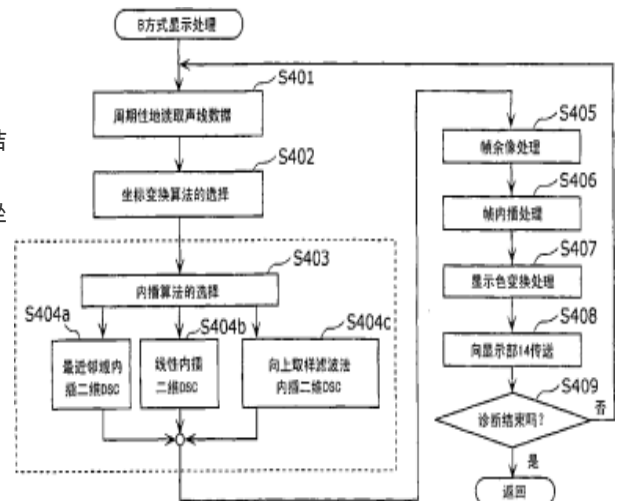 B方式显示处理
S401
周期性地读取声线数据
S402
坐标变换算法的选择
S403
内插算法的选择
S404a
最近邻域内
插二维DSC
S404b
线性内插
二维DSC
S404c
向上取样滤波法
内插二维DSC
S405
帧余像处理
S406
帧内插处理
S407
显示色变换处理
S408
向显示部14传送
S409
诊断结束吗?
否
是
返回